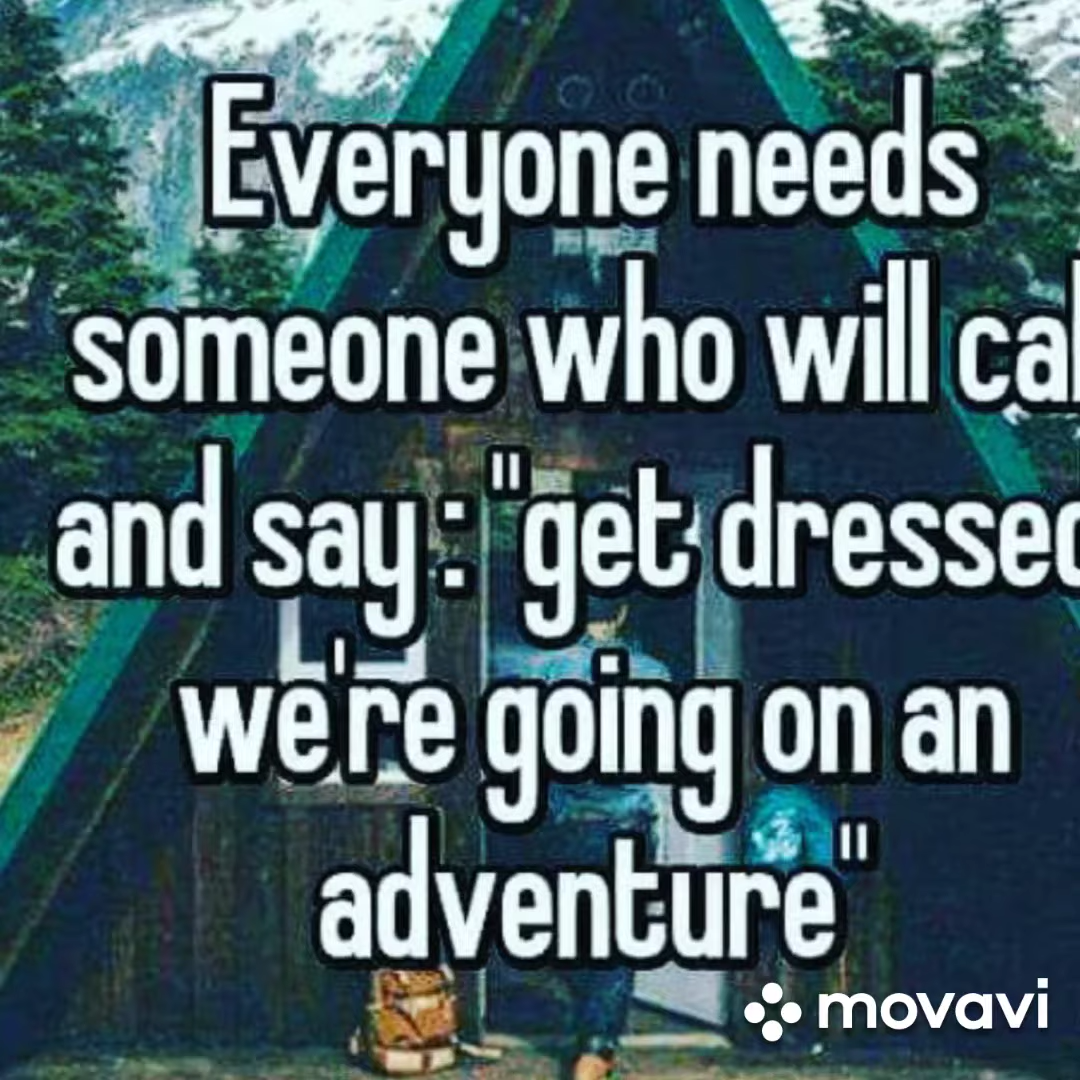 Everyone needs
someone who will cal
and say : "get dressed
we're going on an
adventure"
movavi